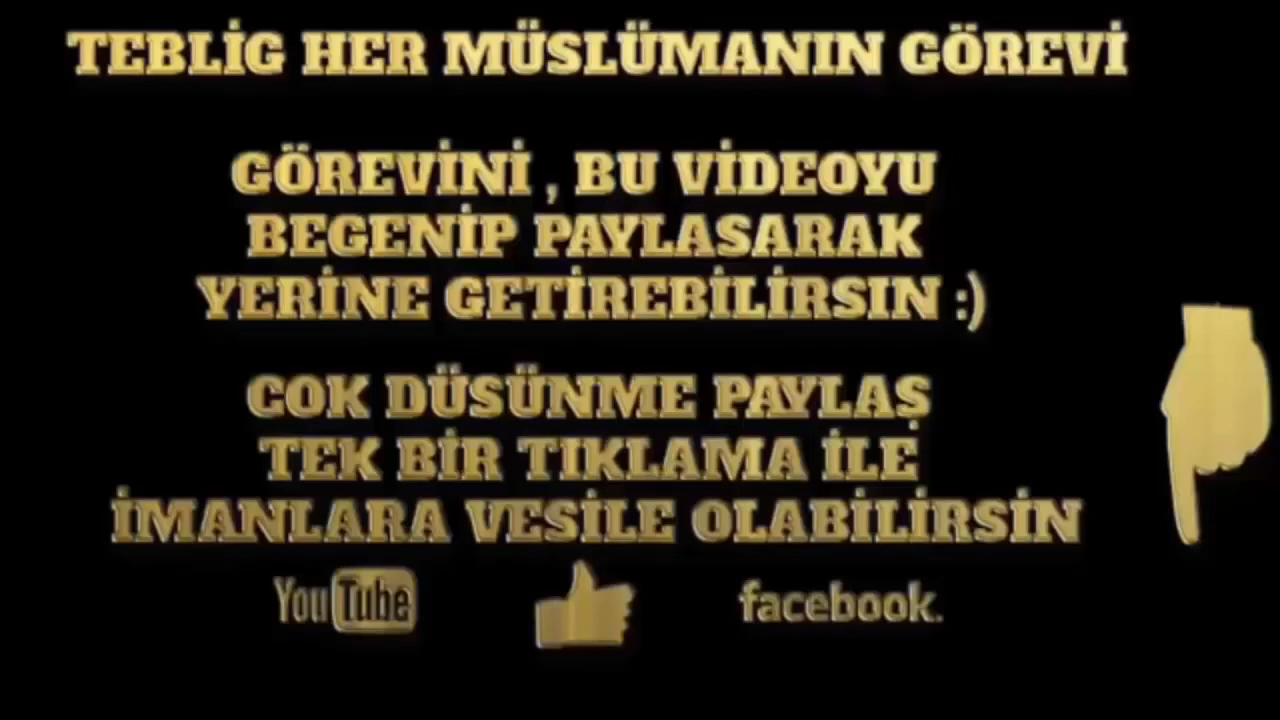 TEBLİG HER MÜSLÜMANIN GÖREVİ
GÖREVİNİ , BU VİDEOYU
BEGENİP PAYLASARAK
YERİNE GETİREBİLİRSIN :)
COK DÜSÜNME PAYLAŞ
TEK BİR TIKLAMA İLE
İMANLARA VESİLE OLABİLİRSİN
YouTube
facebook.